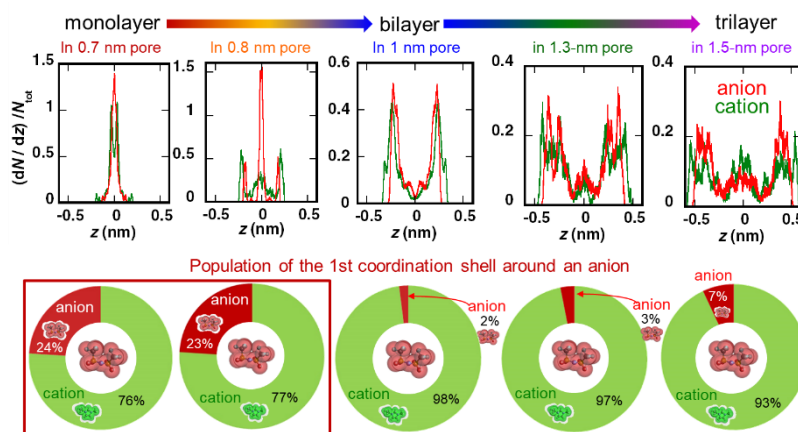 monolayer bilayer trilayer
In 0.7 nm pore In 0.8 nm pore In 1 nm pore in 1.3-nm pore in 1.5-nm pore
(dN / dz) /Ntot
1.5 1.5 0.6 0.4 0.4
1.0 1.0 0.4
0.5 0.5 0.2 0.2 0.2
0 0 0 0 0
anion
cation
-0.5 0 0.5 -0.5 0 0.5 -0.5 0 0.5 -0.5 0 0.5 -0.5 0 0.5
z (nm) z (nm) z (nm) z (nm) z (nm)
Population of the 1st coordination shell around an anion
anion 24% cation 76%
anion 23% cation 77%
anion 2% cation 98%
anion 3% cation 97%
anion 7% cation 93%